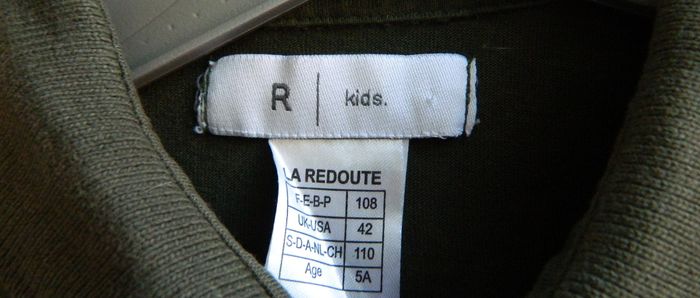 R | kids.
LA REDOUTE
F-E-B-P 108
UK-USA 42
S-D-A-NL-CH 110
Age 5A